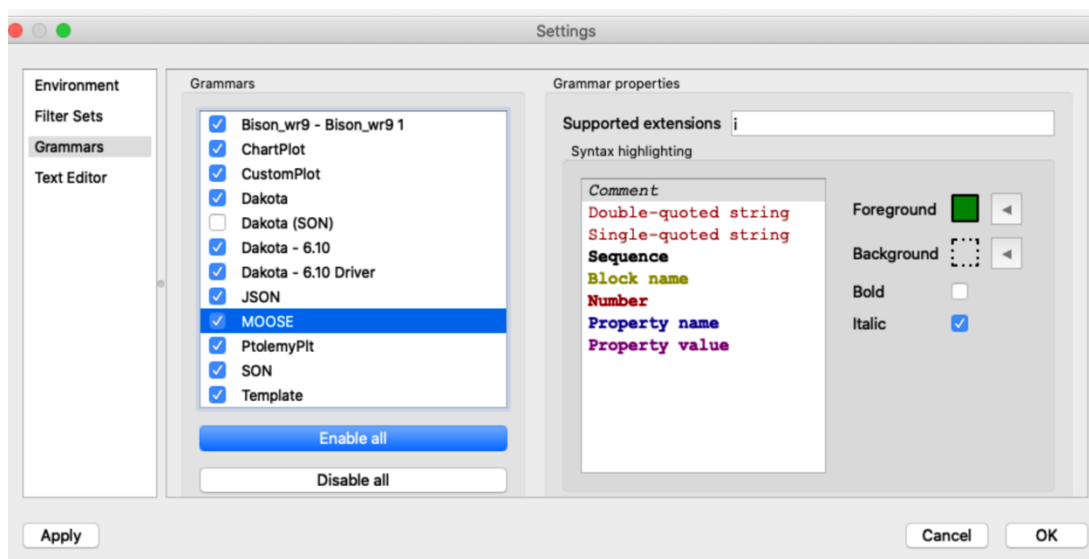 Settings
Environment
Filter Sets
Grammars
Text Editor
Grammars
Bison_wr9 - Bison_wr9 1
ChartPlot
CustomPlot
Dakota
Dakota (SON)
Dakota - 6.10
Dakota - 6.10 Driver
JSON
MOOSE
PtolemyPlt
SON
Template
Enable all
Disable all
Grammar properties
Supported extensions i
Syntax highlighting
Comment
Double-quoted string
Single-quoted string
Sequence
Block name
Number
Property name
Property value
Foreground
Background
Bold
Italic
Apply
Cancel
OK